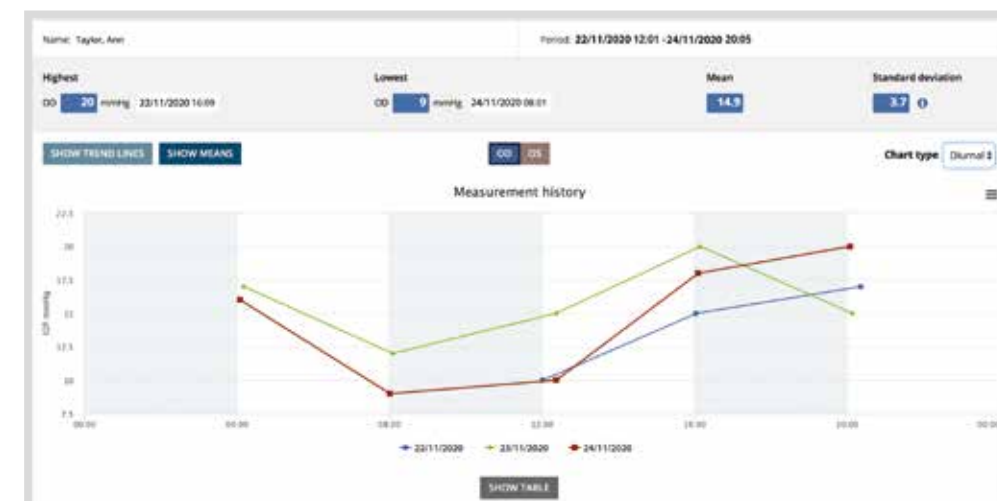 Name: Taylor, Ann
Period: 22/11/2020 12:01 -24/11/2020 20:05
Highest
OD 20 mmHg 22/11/2020 16:09
Lowest
OD 9 mmHg 24/11/2020 08:01
Mean
14.9
Standard deviation
3.7
SHOW TREND LINES SHOW MEANS
OD OS
Chart type Diurnal
Measurement history
22.5
20
17.5
15
12.5
10
7.5
IOP mmHg
00:00 04:00 08:00 12:00 16:00 20:00 00:00
22/11/2020 23/11/2020 24/11/2020
SHOW TABLE